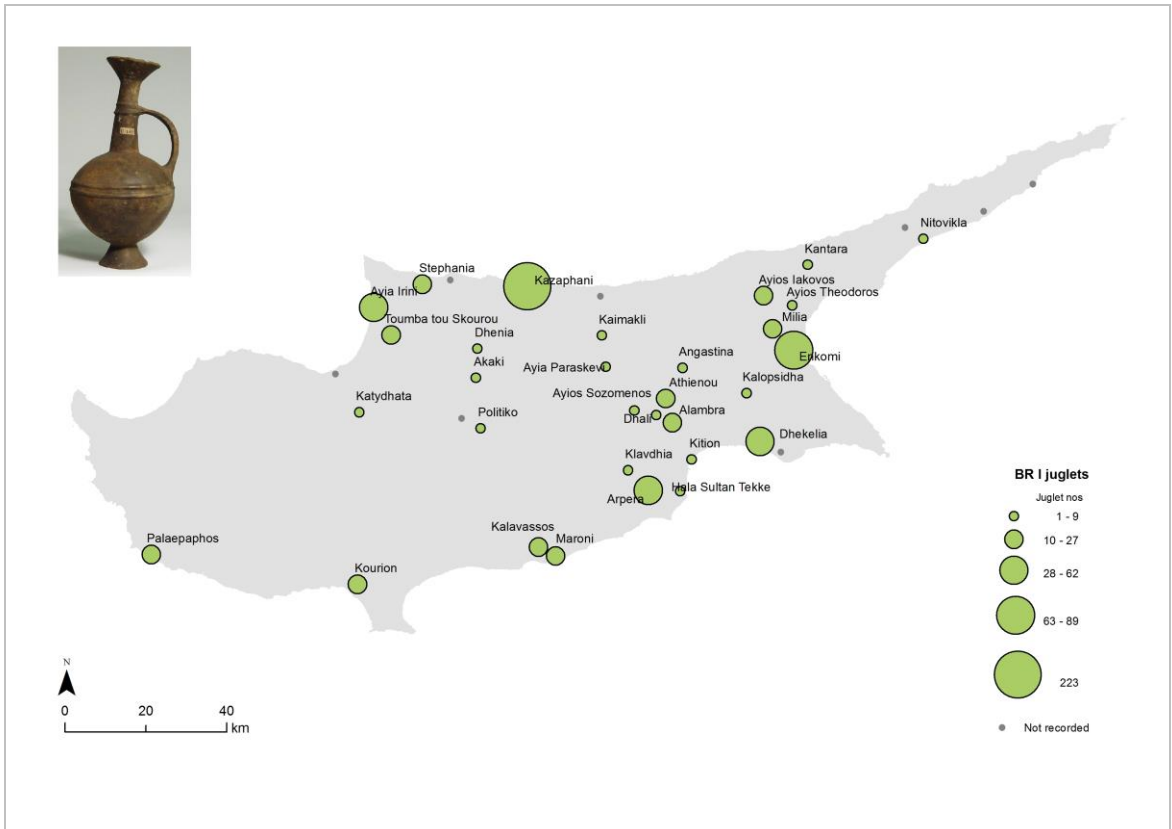 Nitovikla
Kantara
Stephania
Kazaphani
Ayios Iakovos
Ayia Irini
Ayios Theodoros
Toumba tou Skourou
Kaimakli
Milia
Dhenia
Angastina
Enkomi
Akaki
Ayia Paraskevi
Kalopsidha
Athienou
Ayios Sozomenos
Katydhata
Politiko
Dhali
Alambra
Dhekelia
Kition
Klavdhia
Hala Sultan Tekke
Arpera
Kalavassos
Maroni
Palaepaphos
Kourion
BR I juglets
Juglet nos
1 - 9
10 - 27
28 - 62
63 - 89
223
Not recorded
N
0 20 40
km